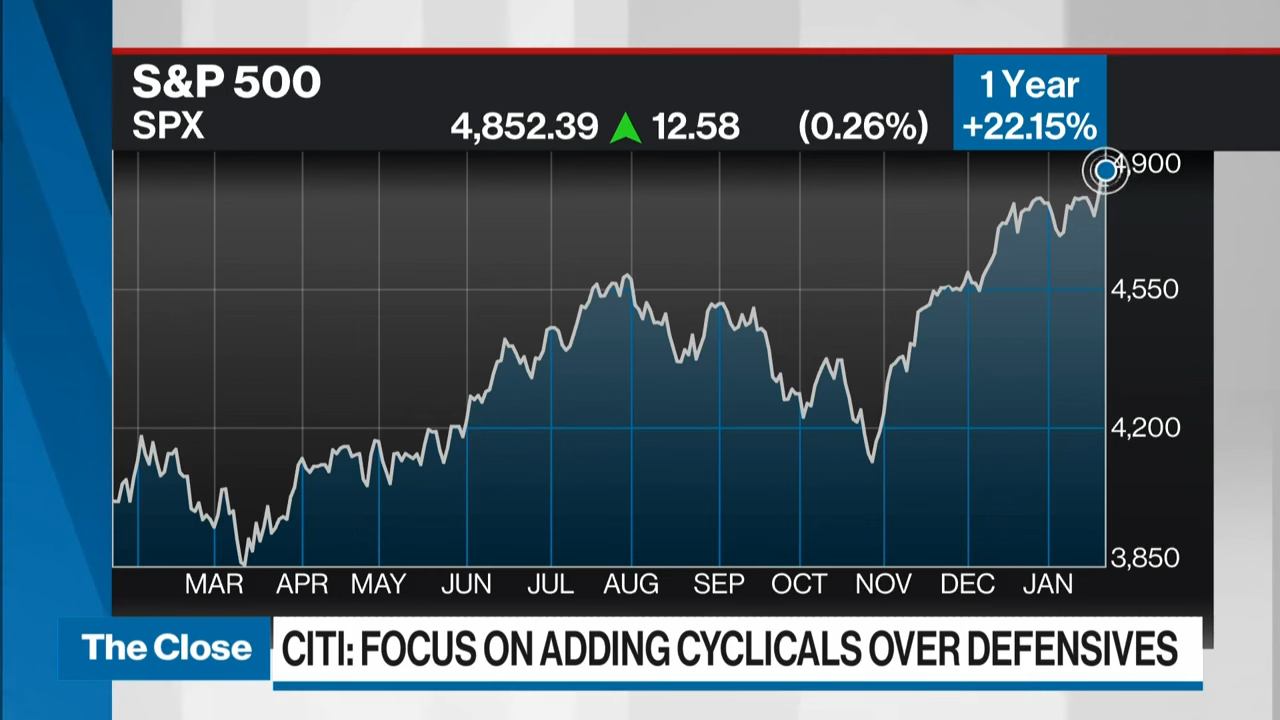 S&P 500
SPX 4,852.39 ▲ 12.58 (0.26%)
1 Year
+22.15%
4,900
4,550
4,200
3,850
MAR APR MAY JUN JUL AUG SEP OCT NOV DEC JAN
The Close
CITI: FOCUS ON ADDING CYCLICALS OVER DEFENSIVES